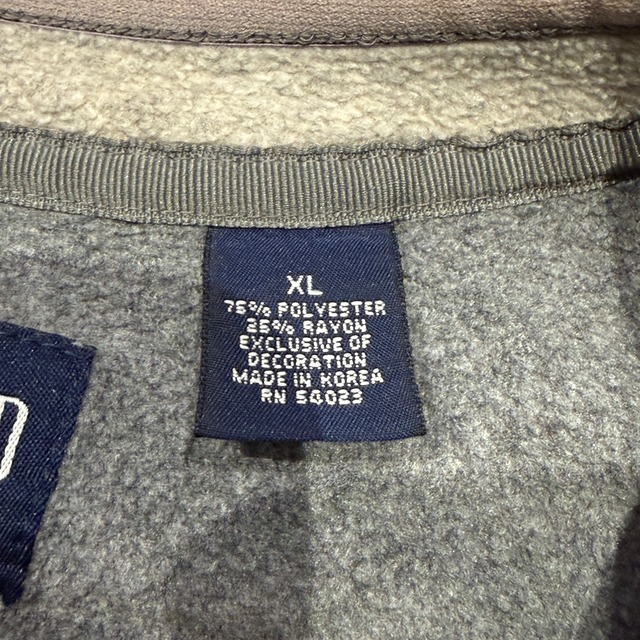 XL
75% POLYESTER
25% RAYON
EXCLUSIVE OF
DECORATION
MADE IN KOREA
RN 54023